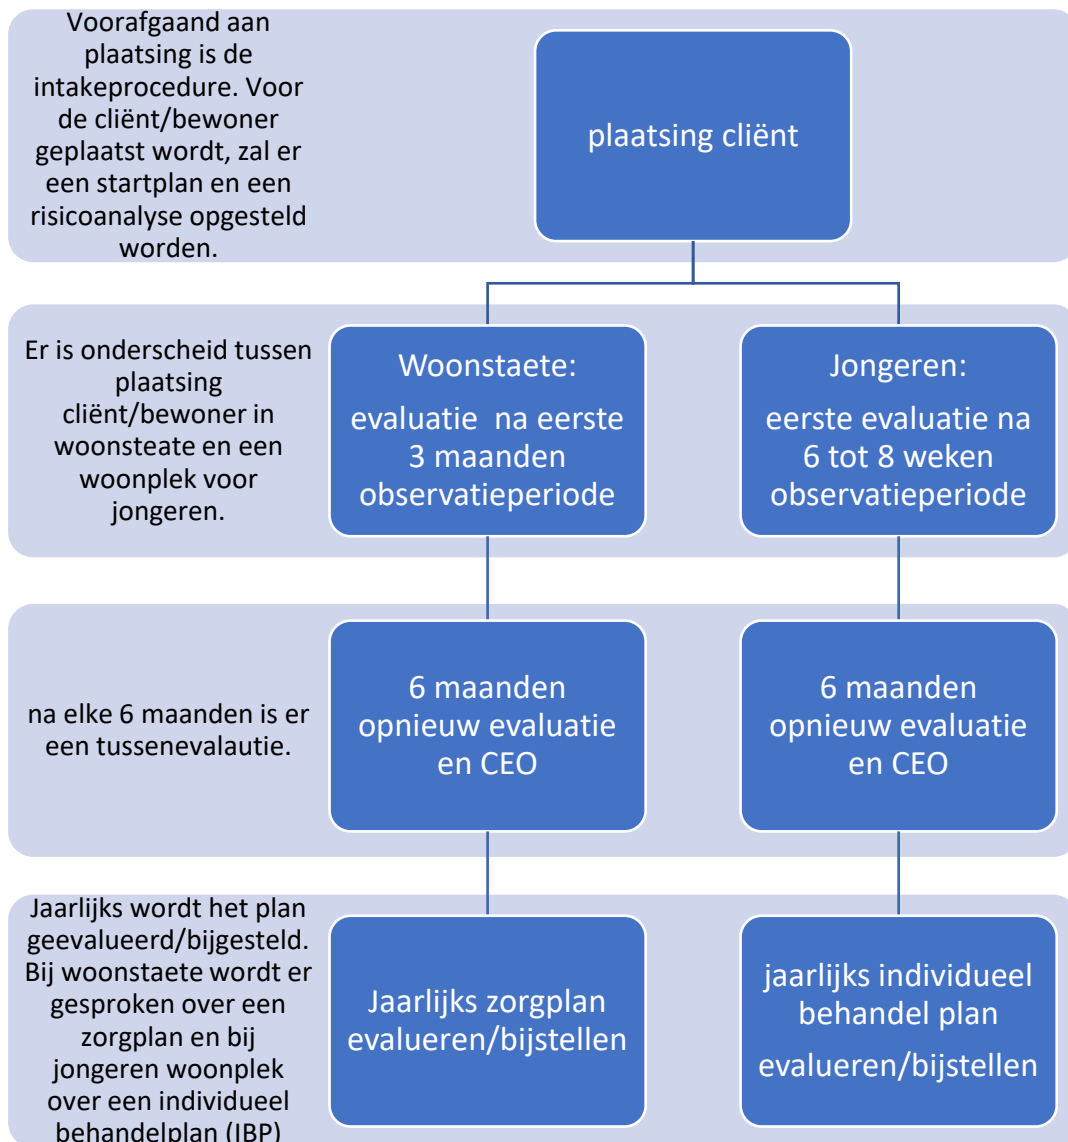 Voorafgaand aan
plaatsing is de
intakeprocedure. Voor
de cliënt/bewoner
geplaatst wordt, zal er
een startplan en een
risicoanalyse opgesteld
worden.
plaatsing cliënt
Er is onderscheid tussen
plaatsing
cliënt/bewoner in
woonsteate en een
woonplek voor
jongeren.
Woonstaete:
evaluatie na eerste
3 maanden
observatieperiode
Jongeren:
eerste evaluatie na
6 tot 8 weken
observatieperiode
na elke 6 maanden is er
een tussenevalautie.
6 maanden
opnieuw evaluatie
en CEO
6 maanden
opnieuw evaluatie
en CEO
Jaarlijks wordt het plan
geevalueerd/bijgesteld.
Bij woonstaete wordt er
gesproken over een
zorgplan en bij
jongeren woonplek
over een individueel
behandelplan (IBP)
Jaarlijks zorgplan
evalueren/bijstellen
jaarlijks individueel
behandel plan
evalueren/bijstellen